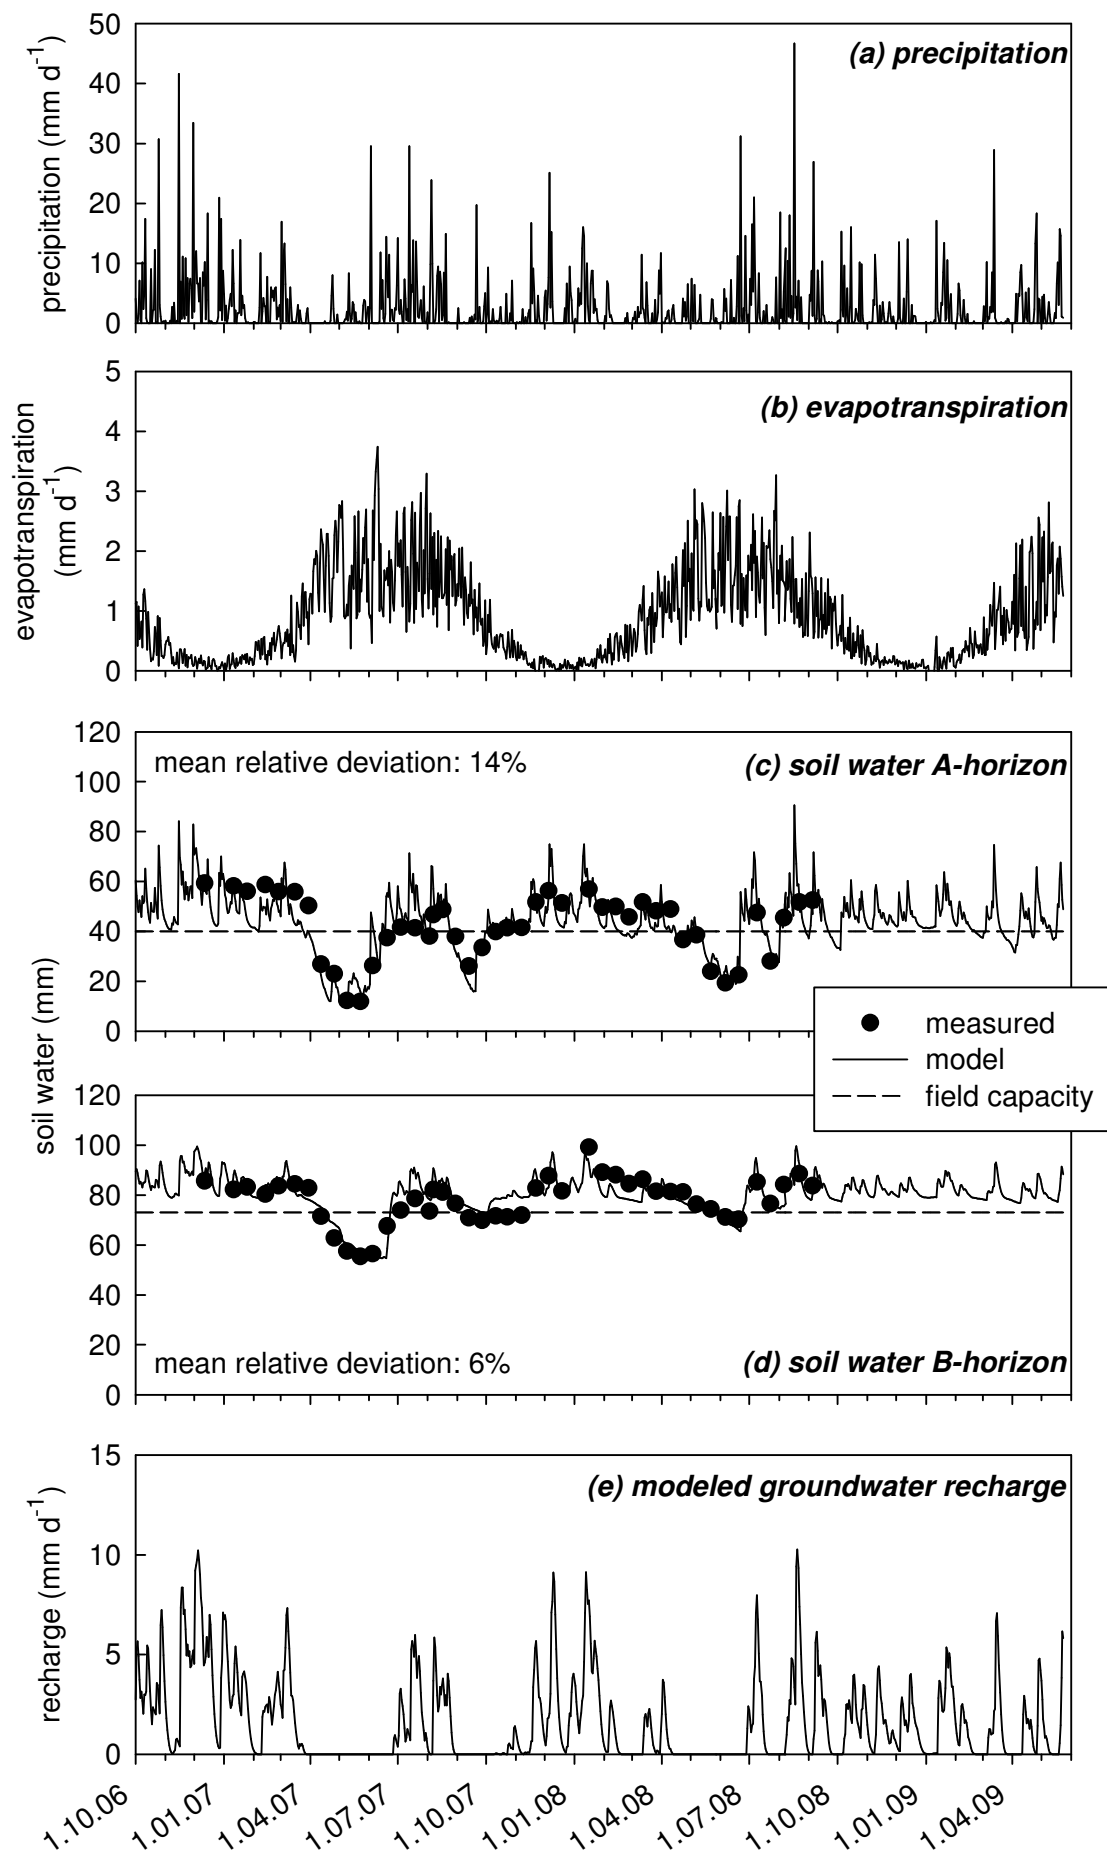 (a) precipitation
precipitation (mm d-1)
50
40
30
20
10
0
(b) evapotranspiration
evapotranspiration
(mm d-1)
5
4
3
2
1
0
mean relative deviation: 14%
(c) soil water A-horizon
soil water (mm)
120
100
80
60
40
20
0
measured
model
field capacity
120
100
80
60
40
20
0
mean relative deviation: 6%
(d) soil water B-horizon
(e) modeled groundwater recharge
recharge (mm d-1)
15
10
5
0
1.10.06
1.01.07
1.04.07
1.07.07
1.10.07
1.01.08
1.04.08
1.07.08
1.10.08
1.01.09
1.04.09